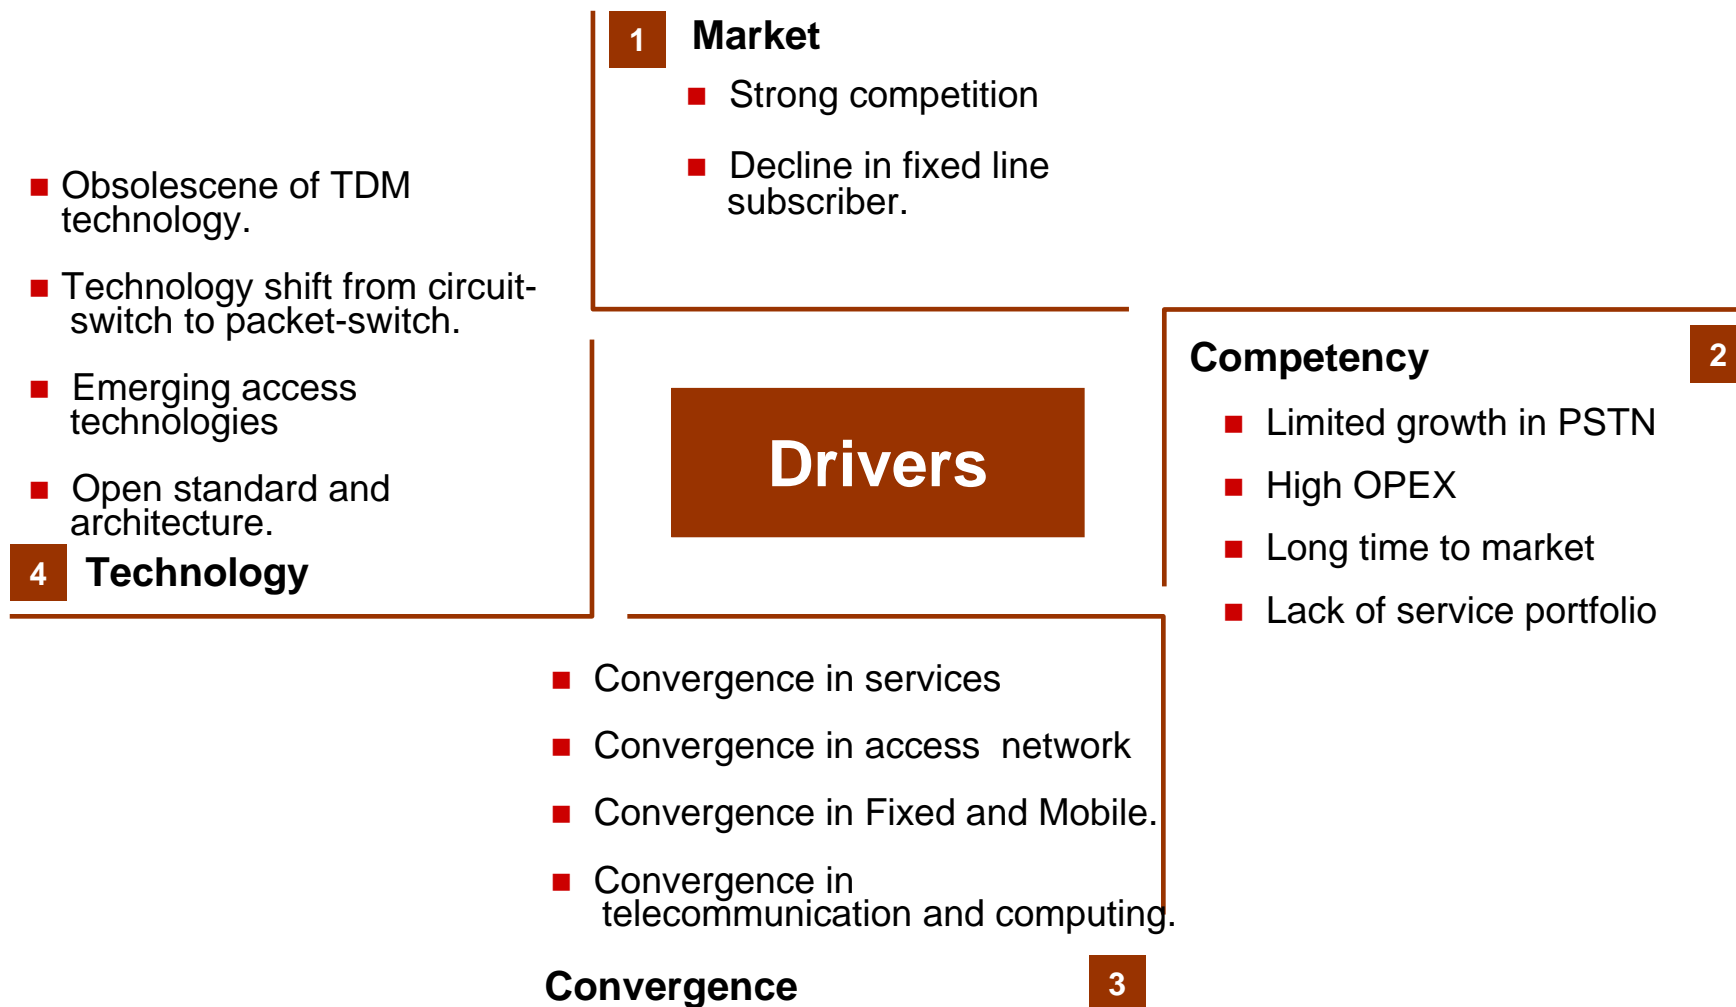 1 Market
Strong competition
Decline in fixed line
subscriber.
Obsolescene of TDM
technology.
Technology shift from circuit-
switch to packet-switch.
Emerging access
technologies
Open standard and
architecture.
4 Technology
Drivers
Competency 2
Limited growth in PSTN
High OPEX
Long time to market
Lack of service portfolio
Convergence in services
Convergence in access network
Convergence in Fixed and Mobile.
Convergence in
telecommunication and computing.
Convergence 3